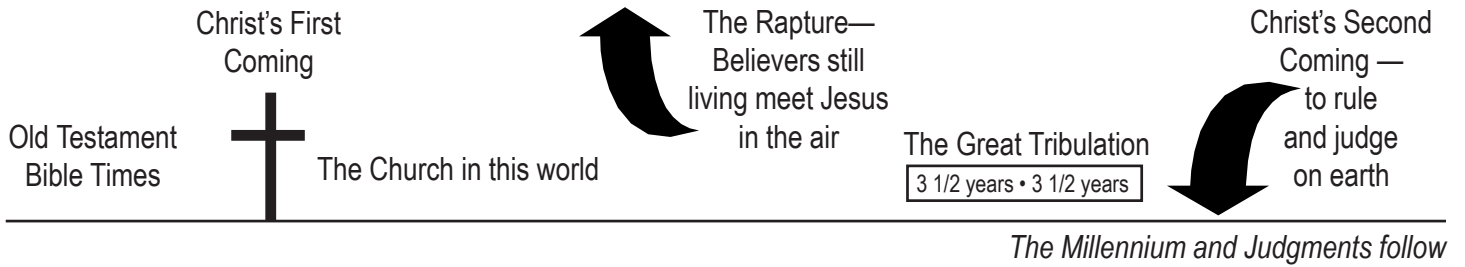 Old Testament
Bible Times
Christ’s First
Coming
The Church in this world
The Rapture—
Believers still
living meet Jesus
in the air
The Great Tribulation
3 1/2 years • 3 1/2 years
Christ’s Second
Coming —
to rule
and judge
on earth
The Millennium and Judgments follow